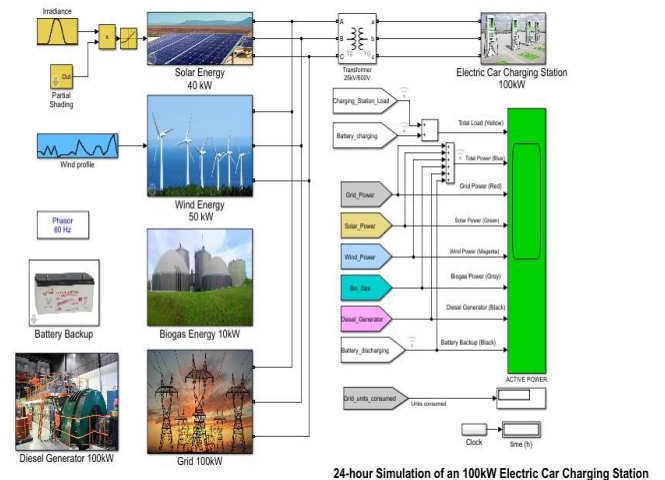 Irradiance
x
Out
Partial
Shading
Solar Energy
40 kW
Wind profile
Wind Energy
50 kW
Phasor
60 Hz
Battery Backup
Biogas Energy 10kW
Diesel Generator 100kW
Grid 100kW
A
B
C
a
b
c
Yg
Yg
Transformer
25kV/600V
Electric Car Charging Station
100kW
Charging_Station_Load
Battery_charging
Total Load (Yellow)
Total Power (Blue)
Grid_Power
Grid Power (Red)
Solar_Power
Solar Power (Green)
Wind_Power
Wind Power (Magenta)
Bio_Gas
Biogas Power (Grey)
Diesel_Generator
Diesel Generator (Black)
Battery_discharging
Battery Backup (Black)
ACTIVE POWER
Grid_units_consumed
Units consumed
Clock
time (h)
24-hour Simulation of an 100kW Electric Car Charging Station